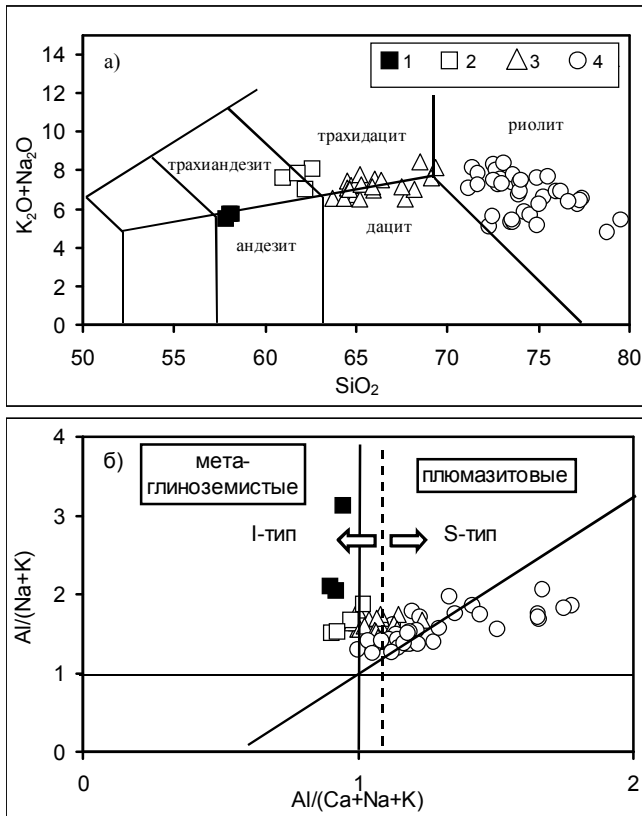 а)
1 2 3 4
14
12
10
8
6
4
2
0
K₂O+Na₂O
трахидацит
риолит
трахиандезит
андезит
дацит
50 55 60 65 70 75 80
SiO₂
б)
мета-
глиноземистые
плюмазитовые
I-тип
S-тип
4
3
2
1
0
Al/(Na+K)
0 1 2
Al/(Ca+Na+K)